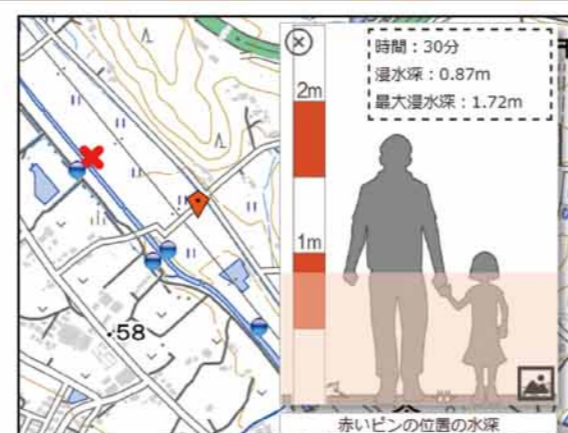 時間：30分
浸水深：0.87m
最大浸水深：1.72m
2m
1m
58
赤いピンの位置の水深